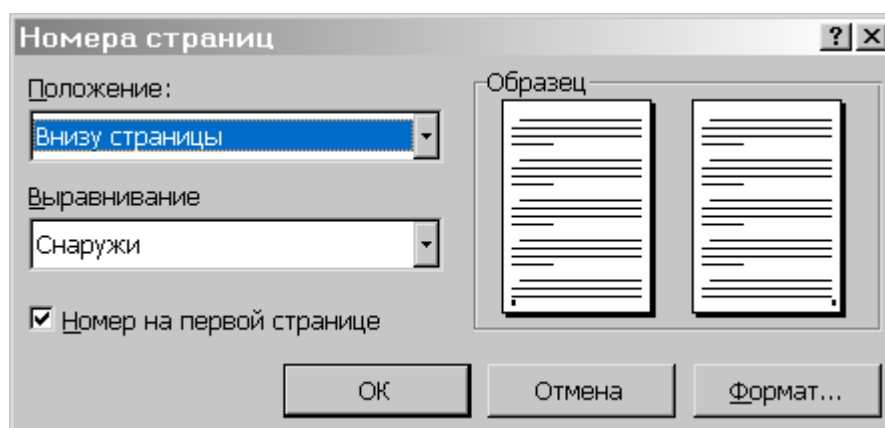 Номера страниц
Положение:
Внизу страницы
Выравнивание
Снаружи
Номер на первой странице
Образец
ОК
Отмена
Формат...